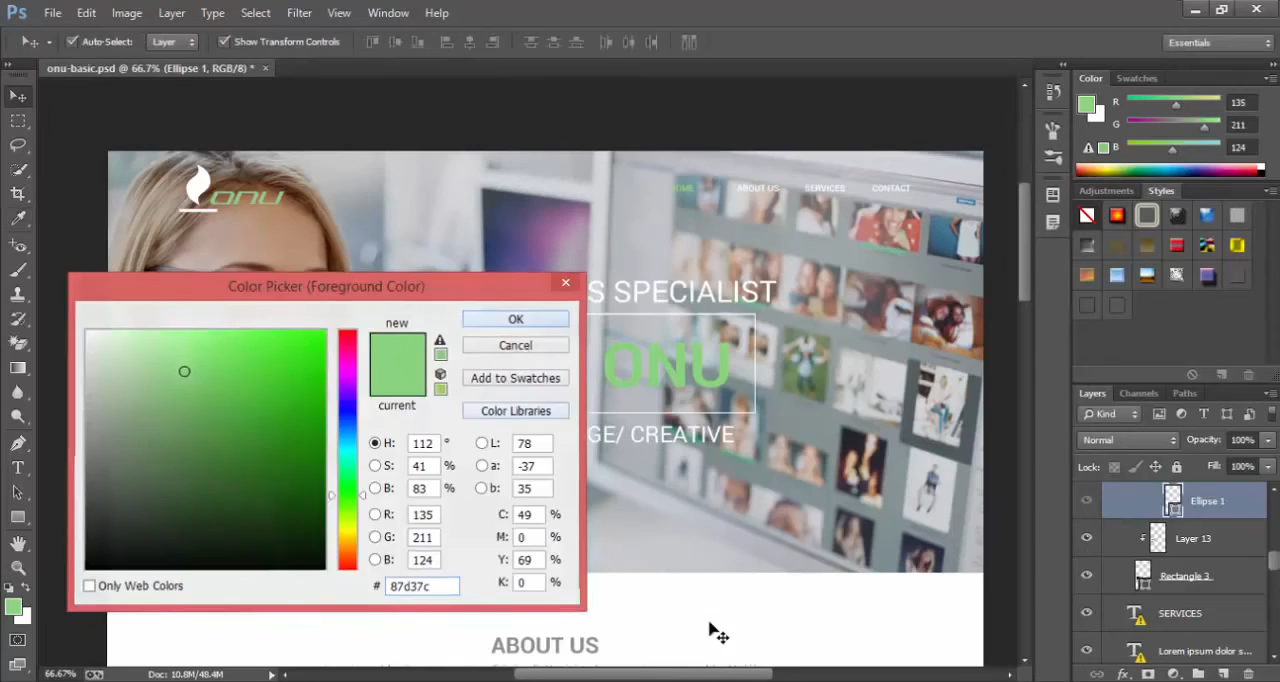 Ps File Edit Image Layer Type Select Filter View Window Help
Auto-Select: Layer Show Transform Controls Essentials
onu-basic.psd @ 66.7% (Ellipse 1, RGB/8) * ×
Color Swatches
R 135
G 211
B 124
Adjustments Styles
onu
HOME ABOUT US SERVICES CONTACT
S SPECIALIST
ONU
GE/ CREATIVE
ABOUT US
Color Picker (Foreground Color)
new
current
OK
Cancel
Add to Swatches
Color Libraries
H: 112 ° L: 78
S: 41 % a: -37
B: 83 % b: 35
R: 135 C: 49 %
G: 211 M: 0 %
B: 124 Y: 69 %
# 87d37c K: 0 %
Only Web Colors
Layers Channels Paths
Kind
Normal Opacity: 100%
Lock: Fill: 100%
Ellipse 1
Layer 13
Rectangle 3
T SERVICES
T Lorem ipsum dolor s...
66.67% Doc: 10.8M/48.4M